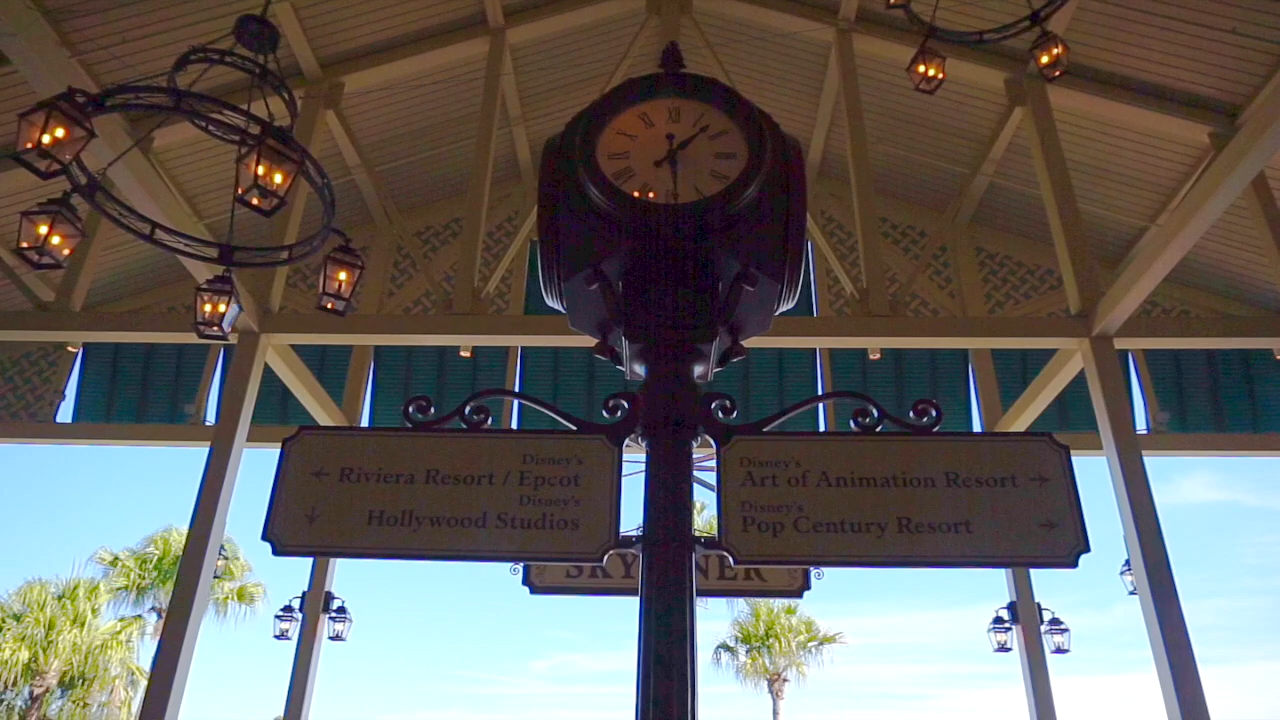 Disney's
← Riviera Resort / Epcot
Disney's
↓ Hollywood Studios
Disney's
Art of Animation Resort →
Disney's
Pop Century Resort →